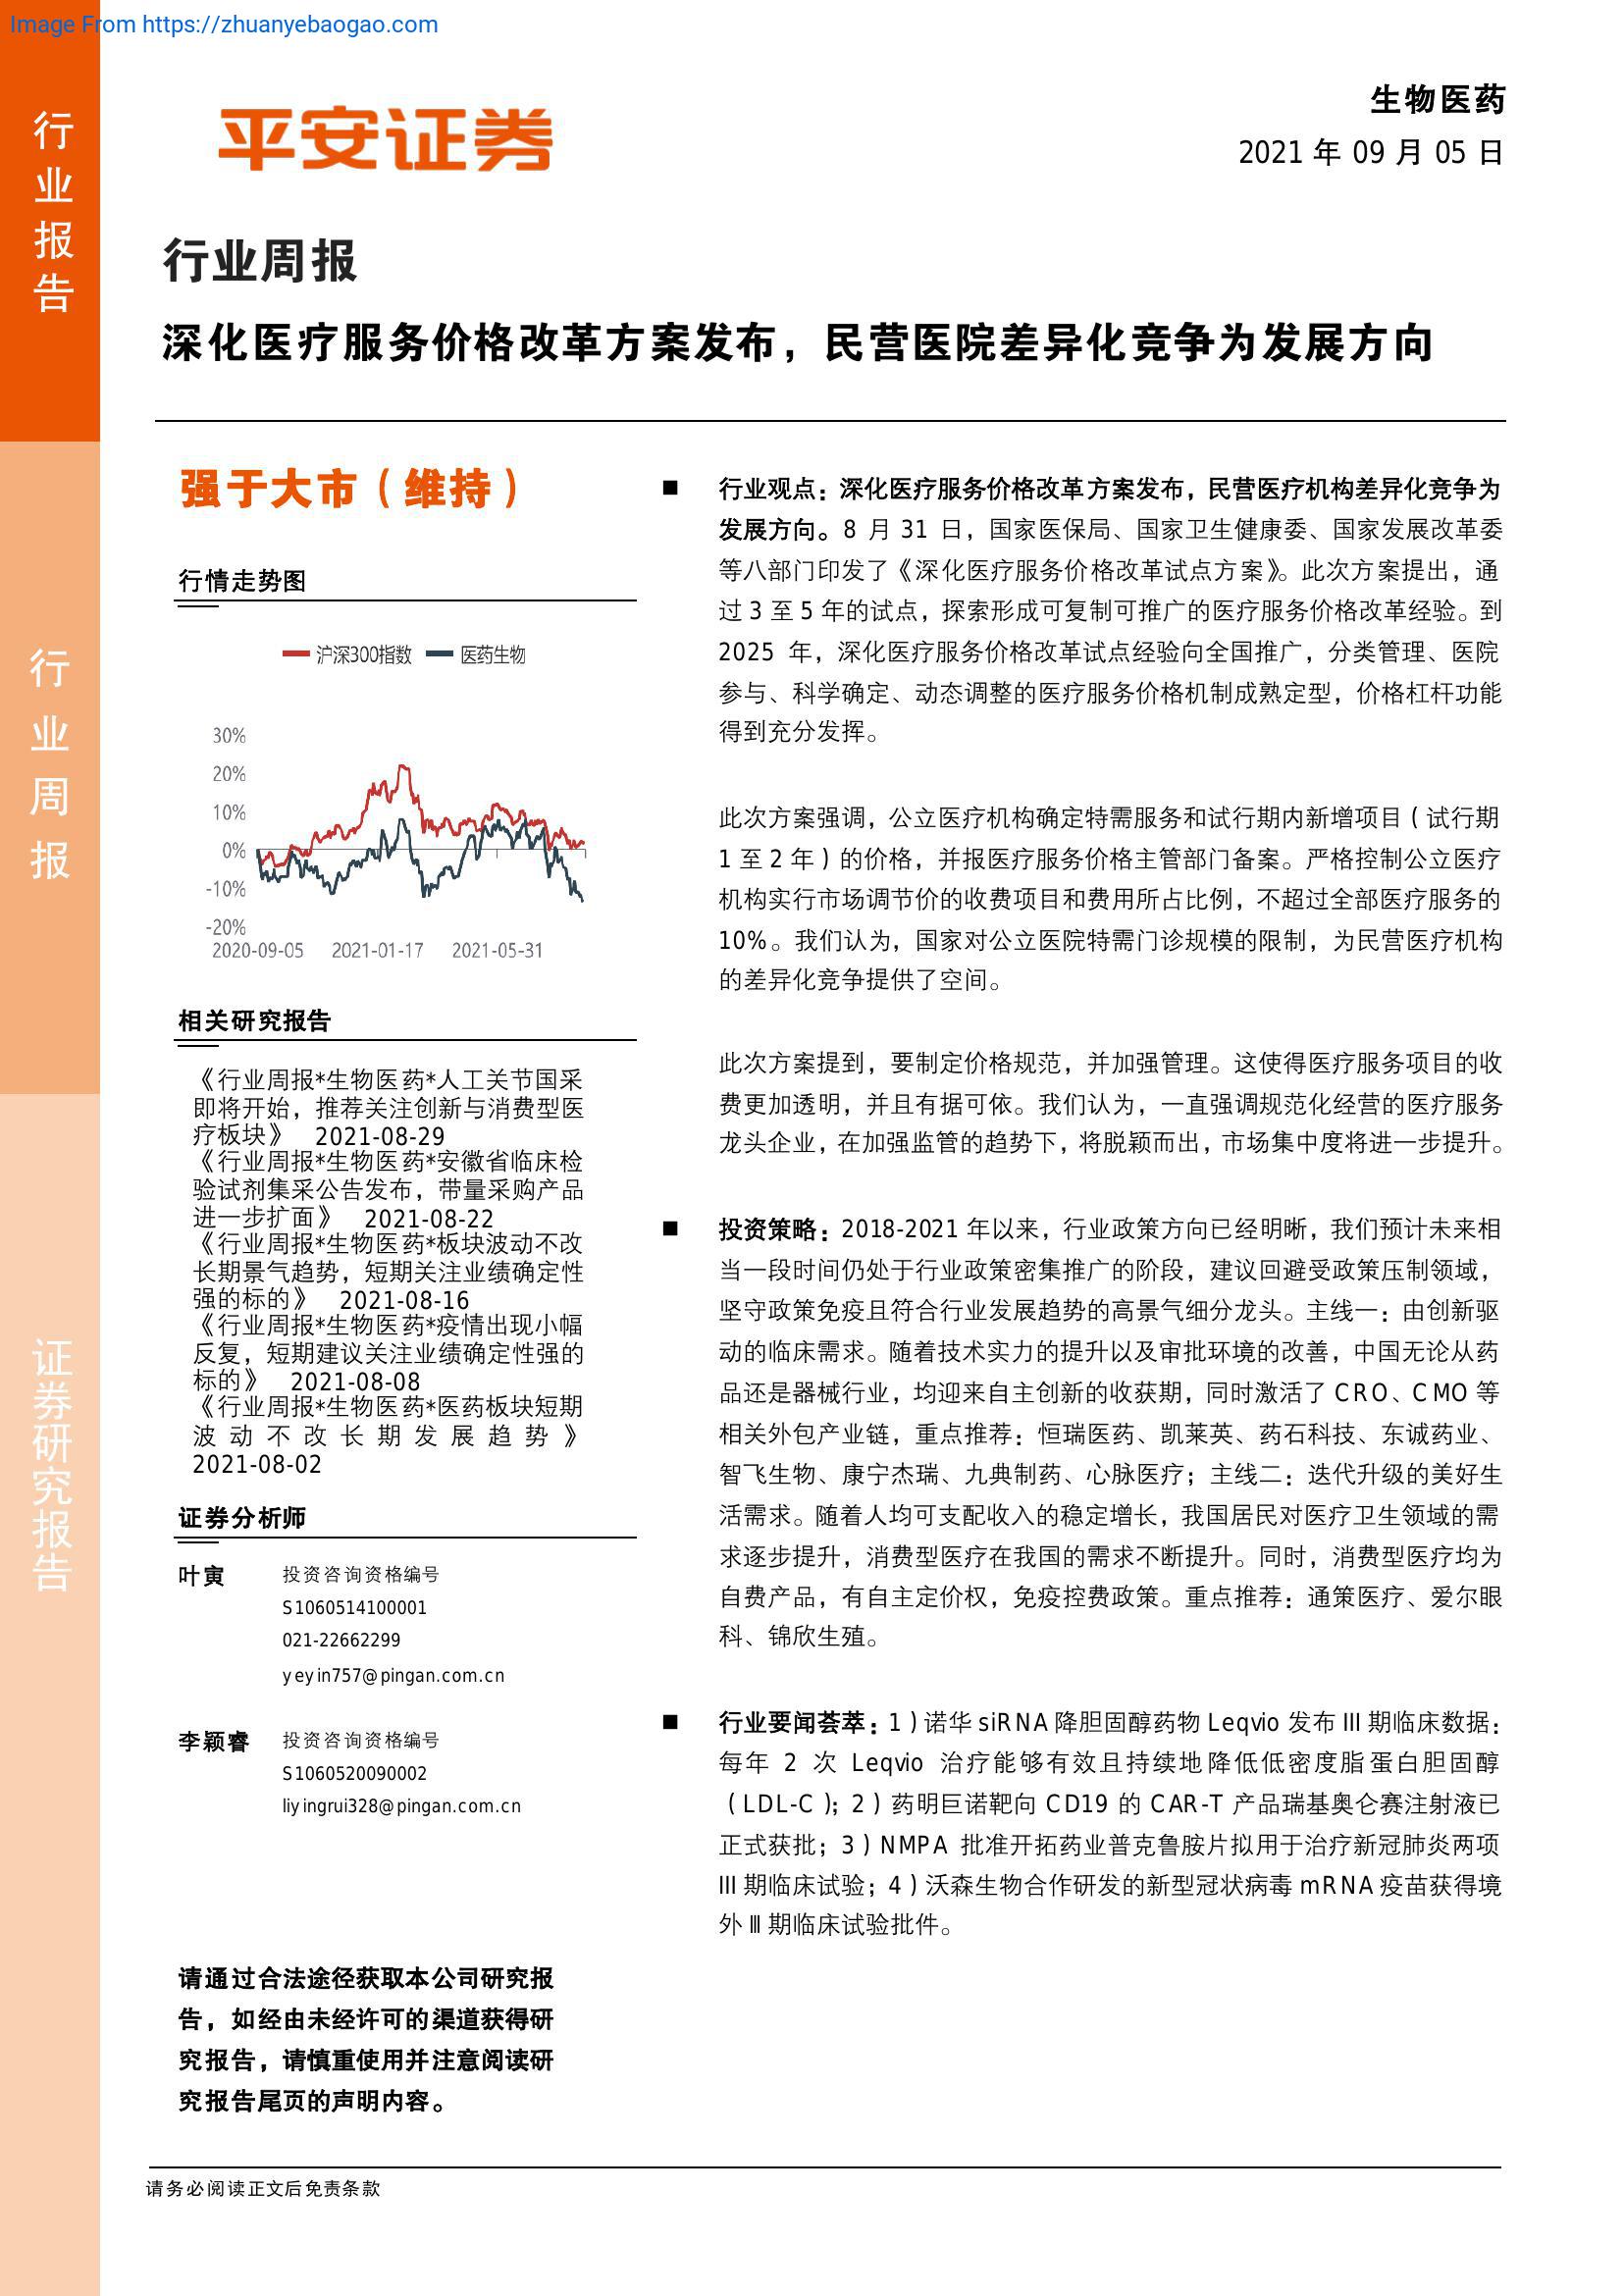 Image From https://zhuanyebaogao.com
行业报告
行业周报
证券研究报告
平安证券
生物医药
2021 年 09 月 05 日
行业周报
深化医疗服务价格改革方案发布，民营医院差异化竞争为发展方向
强于大市（维持）
行情走势图
沪深300指数 医药生物
30%
20%
10%
0%
-10%
-20%
2020-09-05 2021-01-17 2021-05-31
相关研究报告
《行业周报*生物医药*人工关节国采
即将开始，推荐关注创新与消费型医
疗板块》 2021-08-29
《行业周报*生物医药*安徽省临床检
验试剂集采公告发布，带量采购产品
进一步扩面》 2021-08-22
《行业周报*生物医药*板块波动不改
长期景气趋势，短期关注业绩确定性
强的标的》 2021-08-16
《行业周报*生物医药*疫情出现小幅
反复，短期建议关注业绩确定性强的
标的》 2021-08-08
《行业周报*生物医药*医药板块短期
波动不改长期发展趋势》
2021-08-02
证券分析师
叶寅 投资咨询资格编号
S1060514100001
021-22662299
yeyin757@pingan.com.cn
李颖睿 投资咨询资格编号
S1060520090002
liyingrui328@pingan.com.cn
请通过合法途径获取本公司研究报
告，如经由未经许可的渠道获得研
究报告，请慎重使用并注意阅读研
究报告尾页的声明内容。
■ 行业观点：深化医疗服务价格改革方案发布，民营医疗机构差异化竞争为
发展方向。8 月 31 日，国家医保局、国家卫生健康委、国家发展改革委
等八部门印发了《深化医疗服务价格改革试点方案》。此次方案提出，通
过 3 至 5 年的试点，探索形成可复制可推广的医疗服务价格改革经验。到
2025 年，深化医疗服务价格改革试点经验向全国推广，分类管理、医院
参与、科学确定、动态调整的医疗服务价格机制成熟定型，价格杠杆功能
得到充分发挥。
此次方案强调，公立医疗机构确定特需服务和试行期内新增项目（试行期
1 至 2 年）的价格，并报医疗服务价格主管部门备案。严格控制公立医疗
机构实行市场调节价的收费项目和费用所占比例，不超过全部医疗服务的
10%。我们认为，国家对公立医院特需门诊规模的限制，为民营医疗机构
的差异化竞争提供了空间。
此次方案提到，要制定价格规范，并加强管理。这使得医疗服务项目的收
费更加透明，并且有据可依。我们认为，一直强调规范化经营的医疗服务
龙头企业，在加强监管的趋势下，将脱颖而出，市场集中度将进一步提升。
■ 投资策略：2018-2021 年以来，行业政策方向已经明晰，我们预计未来相
当一段时间仍处于行业政策密集推广的阶段，建议回避受政策压制领域，
坚守政策免疫且符合行业发展趋势的高景气细分龙头。主线一：由创新驱
动的临床需求。随着技术实力的提升以及审批环境的改善，中国无论从药
品还是器械行业，均迎来自主创新的收获期，同时激活了 CRO、CMO 等
相关外包产业链，重点推荐：恒瑞医药、凯莱英、药石科技、东诚药业、
智飞生物、康宁杰瑞、九典制药、心脉医疗；主线二：迭代升级的美好生
活需求。随着人均可支配收入的稳定增长，我国居民对医疗卫生领域的需
求逐步提升，消费型医疗在我国的需求不断提升。同时，消费型医疗均为
自费产品，有自主定价权，免疫控费政策。重点推荐：通策医疗、爱尔眼
科、锦欣生殖。
■ 行业要闻荟萃：1）诺华 siRNA 降胆固醇药物 Leqvio 发布 III 期临床数据：
每年 2 次 Leqvio 治疗能够有效且持续地降低低密度脂蛋白胆固醇
（LDL-C）；2）药明巨诺靶向 CD19 的 CAR-T 产品瑞基奥仑赛注射液已
正式获批；3）NMPA 批准开拓药业普克鲁胺片拟用于治疗新冠肺炎两项
III 期临床试验；4）沃森生物合作研发的新型冠状病毒 mRNA 疫苗获得境
外 Ⅲ 期临床试验批件。
请务必阅读正文后免责条款